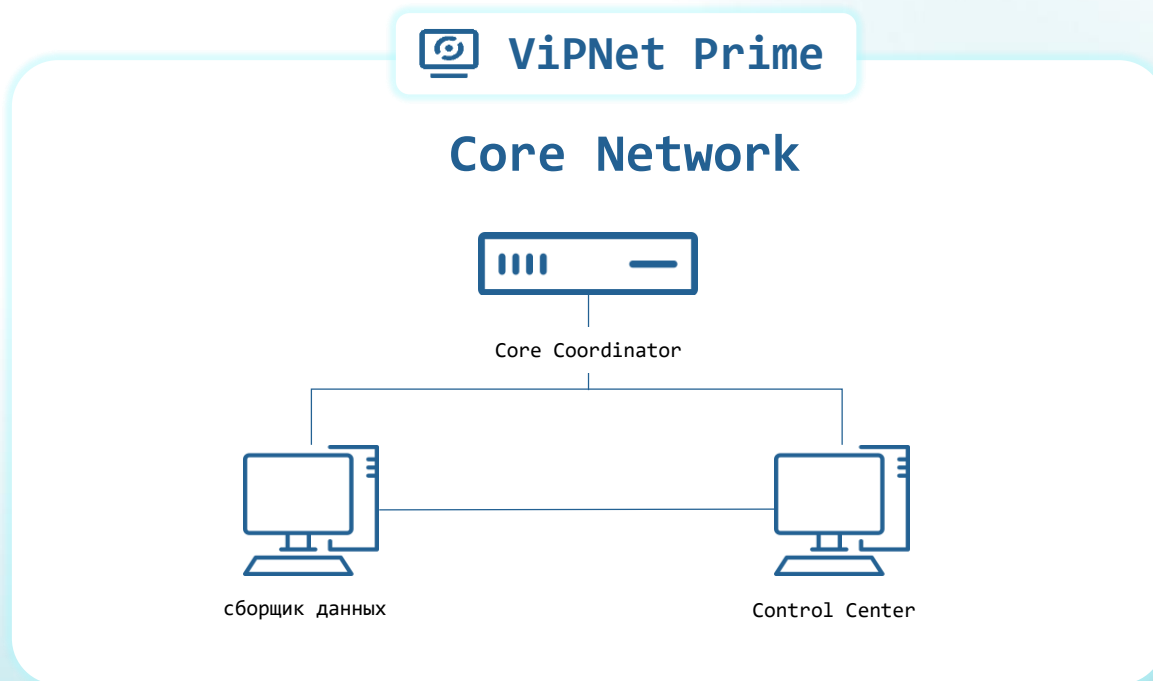 ViPNet Prime
Core Network
Core Coordinator
сборщик данных
Control Center